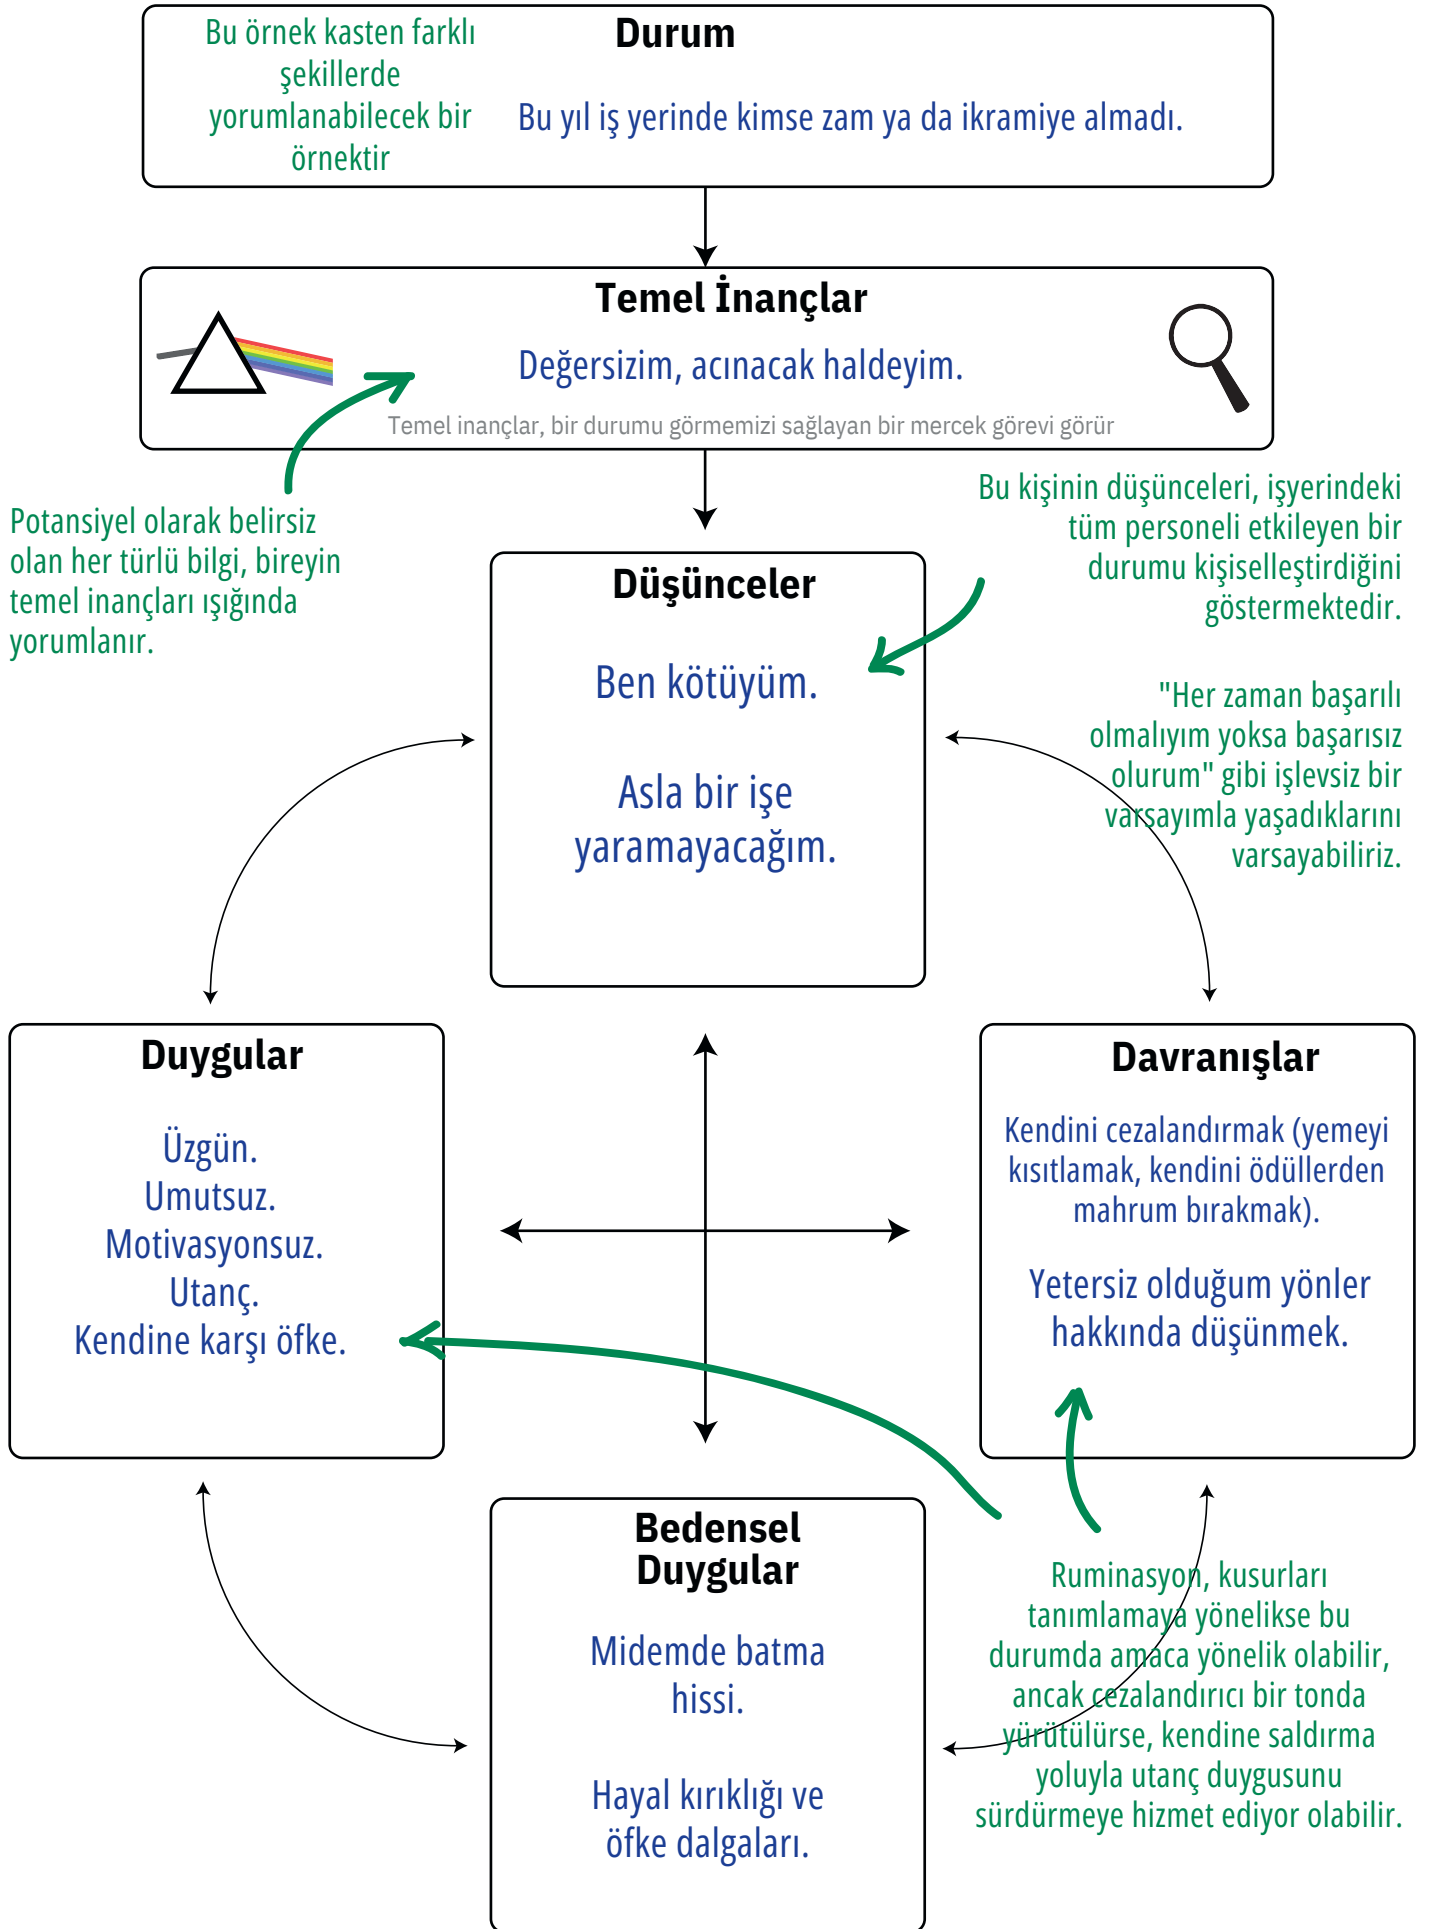 Durum
Bu örnek kasten farklı
şekillerde
yorumlanabilecek bir
örnektir
Bu yıl iş yerinde kimse zam ya da ikramiye almadı.
Temel İnançlar
Değersizim, acınacak haldeyim.
Temel inançlar, bir durumu görmemizi sağlayan bir mercek görevi görür
Potansiyel olarak belirsiz
olan her türlü bilgi, bireyin
temel inançları ışığında
yorumlanır.
Bu kişinin düşünceleri, işyerindeki
tüm personeli etkileyen bir
durumu kişiselleştirdiğini
göstermektedir.
"Her zaman başarılı
olmalıyım yoksa başarısız
olurum" gibi işlevsiz bir
varsayımla yaşadıklarını
varsayabiliriz.
Düşünceler
Ben kötüyüm.
Asla bir işe
yaramayacağım.
Duygular
Üzgün.
Umutsuz.
Motivasyonsuz.
Utanç.
Kendine karşı öfke.
Davranışlar
Kendini cezalandırmak (yemeyi
kısıtlamak, kendini ödüllerden
mahrum bırakmak).
Yetersiz olduğum yönler
hakkında düşünmek.
Bedensel
Duygular
Midemde batma
hissi.
Hayal kırıklığı ve
öfke dalgaları.
Ruminasyon, kusurları
tanımlamaya yönelikse bu
durumda amaca yönelik olabilir,
ancak cezalandırıcı bir tonda
yürütülürse, kendine saldırma
yoluyla utanç duygusunu
sürdürmeye hizmet ediyor olabilir.